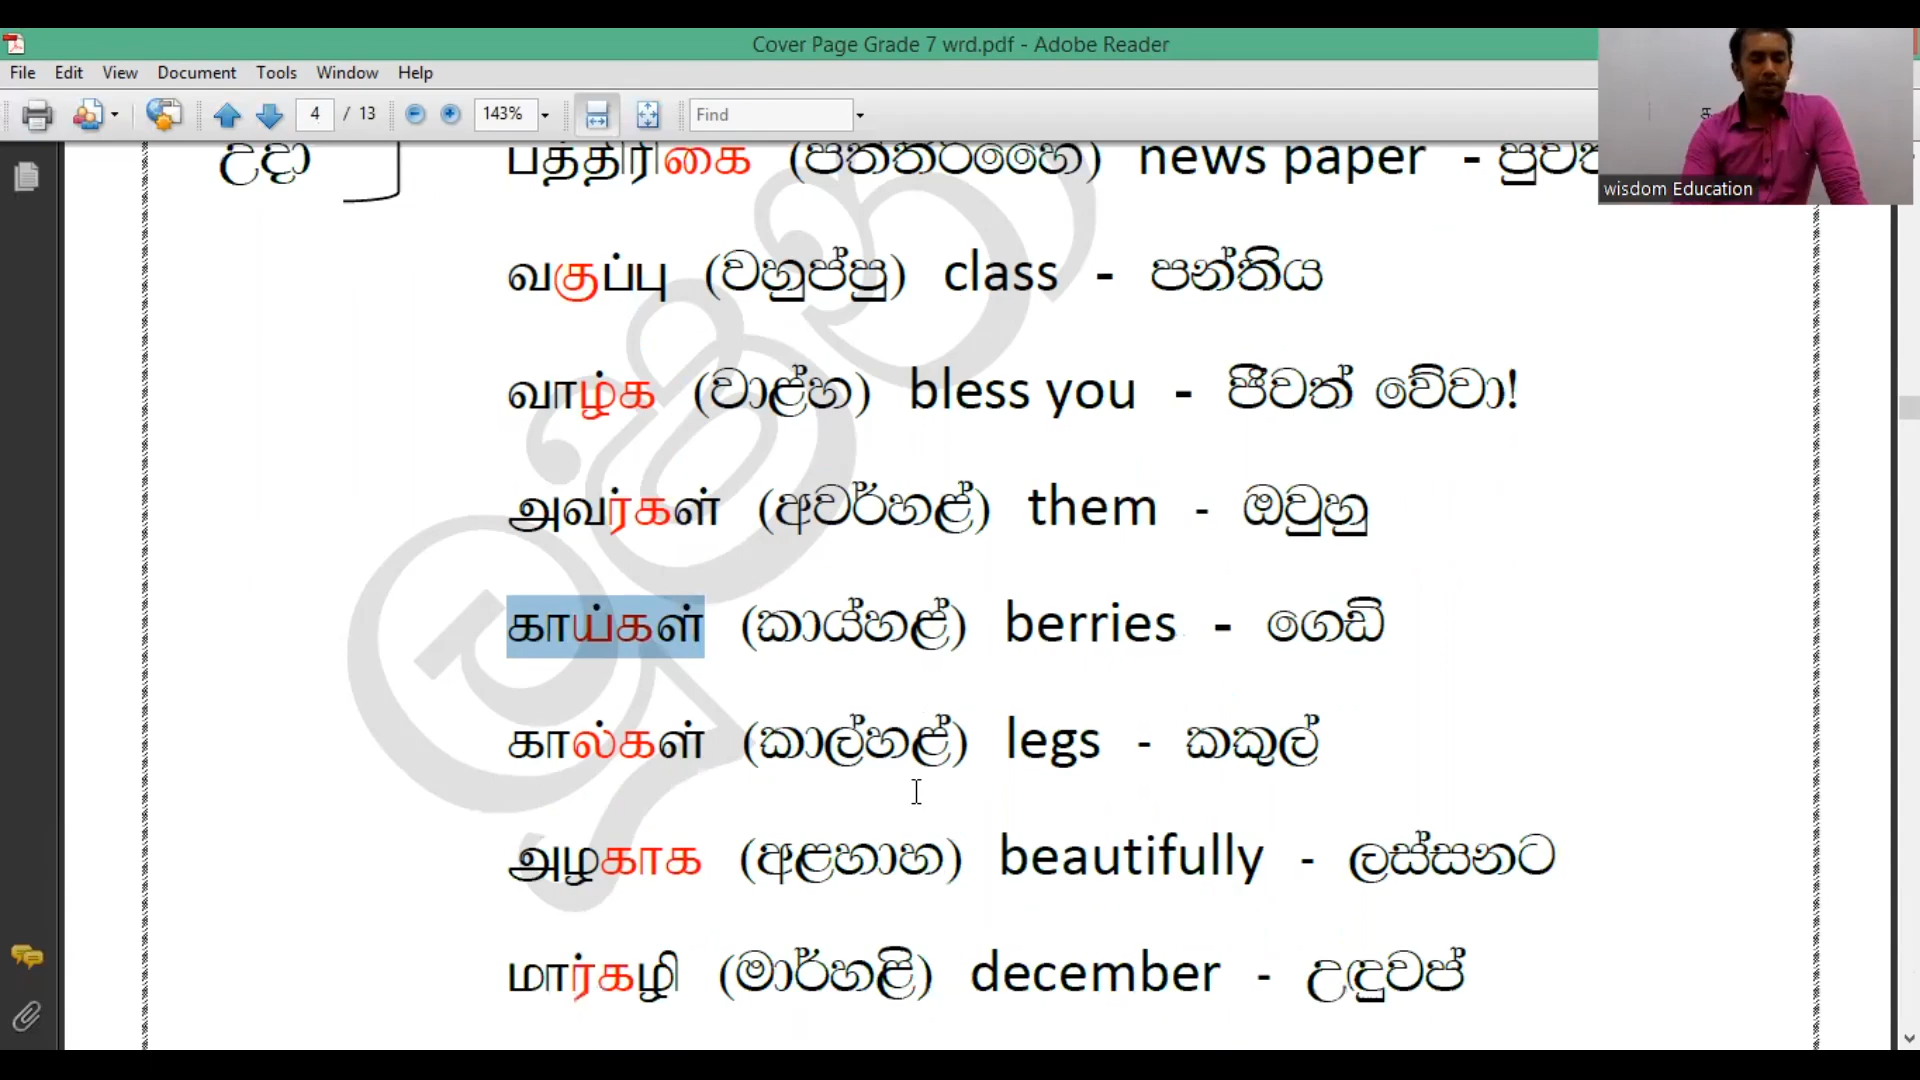 Cover Page Grade 7 wrd.pdf - Adobe Reader
File Edit View Document Tools Window Help
4 / 13 143% Find
wisdom Education
உதா பத்திரிகை (පත්තිරිහෛ) news paper -
வகுப்பு (වහුප්පු) class - පන්තිය
வாழ்க (වාළ්හ) bless you - ජීවත් වේවා!
அவர்கள் (අවර්හළ්) them - ඔවුහු
காய்கள் (කාය්හළ්) berries - ගෙඩි
கால்கள் (කාල්හළ්) legs - කකුල්
அழகாக (අළහාහ) beautifully - ලස්සනට
மார்கழி (මාර්හළි) december - උඳුවප්